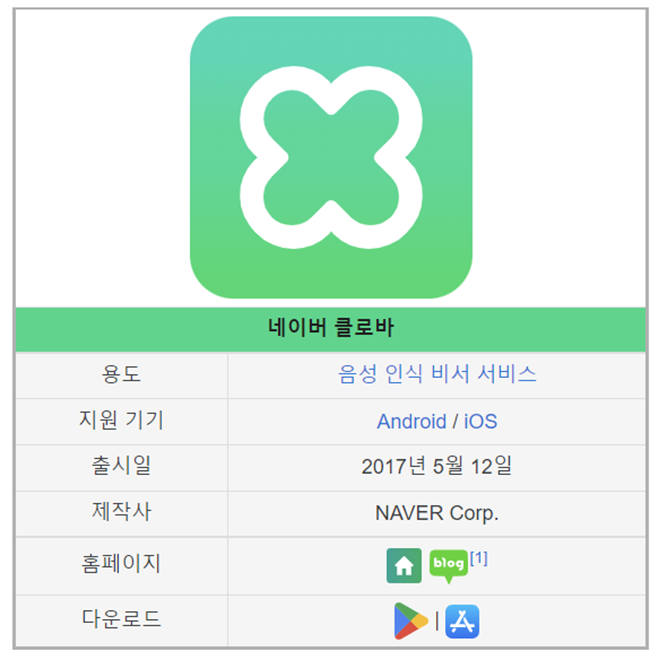 네이버 클로바
용도 음성 인식 비서 서비스
지원 기기 Android / iOS
출시일 2017년 5월 12일
제작사 NAVER Corp.
홈페이지 blog[1]
다운로드 |